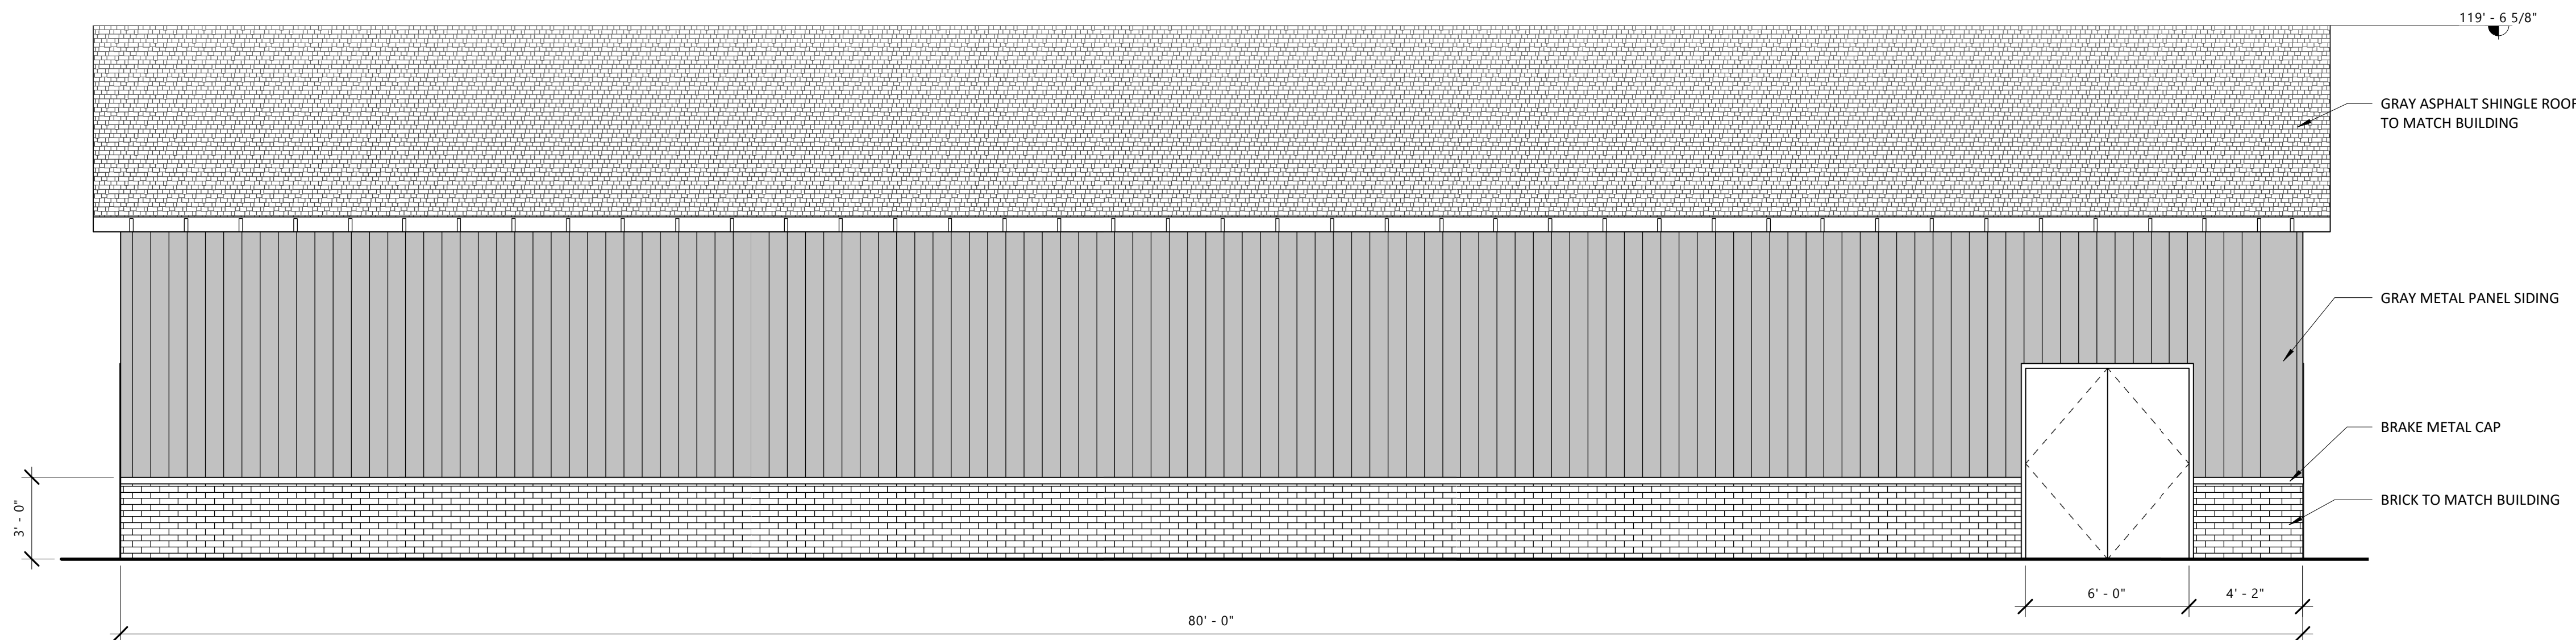 119' - 6 5/8"
GRAY ASPHALT SHINGLE ROOF
TO MATCH BUILDING
GRAY METAL PANEL SIDING
BRAKE METAL CAP
BRICK TO MATCH BUILDING
3' - 0"
6' - 0"
4' - 2"
80' - 0"